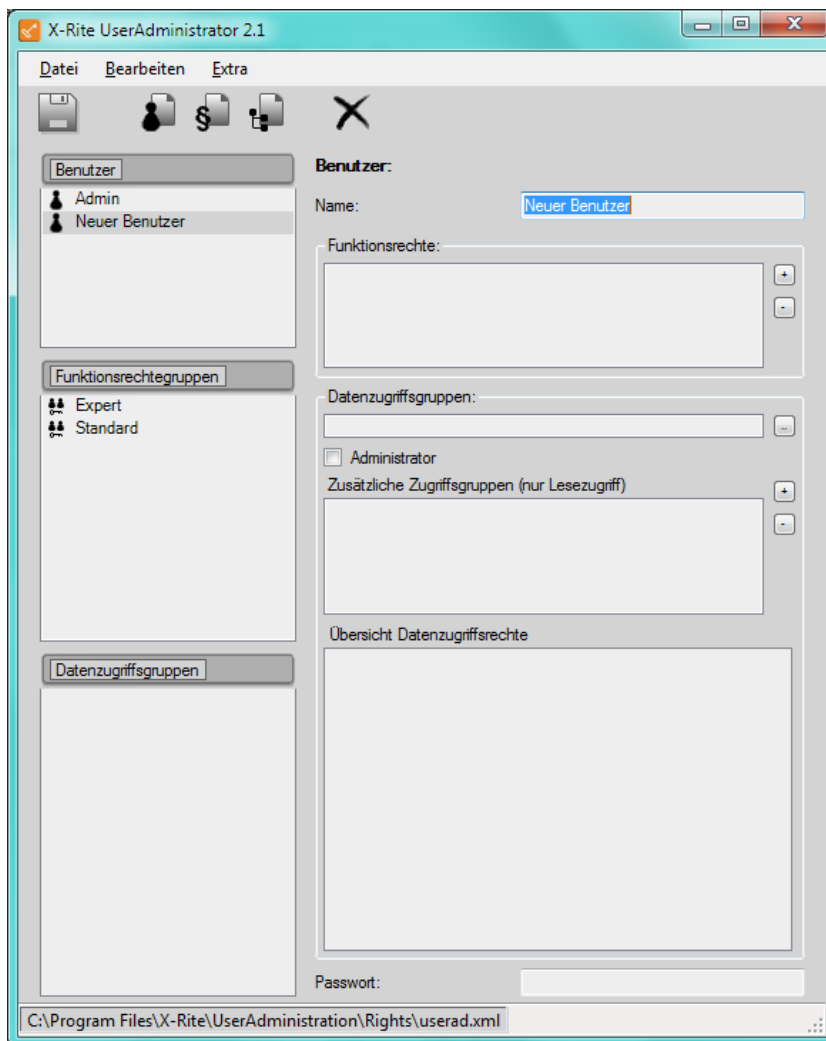 X-Rite UserAdministrator 2.1
Datei Bearbeiten Extra
Benutzer
Admin
Neuer Benutzer
Funktionsrechtegruppen
Expert
Standard
Datenzugriffsgruppen
Benutzer:
Name: Neuer Benutzer
Funktionsrechte:
+
-
Datenzugriffsgruppen:
...
Administrator
Zusätzliche Zugriffsgruppen (nur Lesezugriff)
+
-
Übersicht Datenzugriffsrechte
Passwort:
C:\Program Files\X-Rite\UserAdministration\Rights\userad.xml